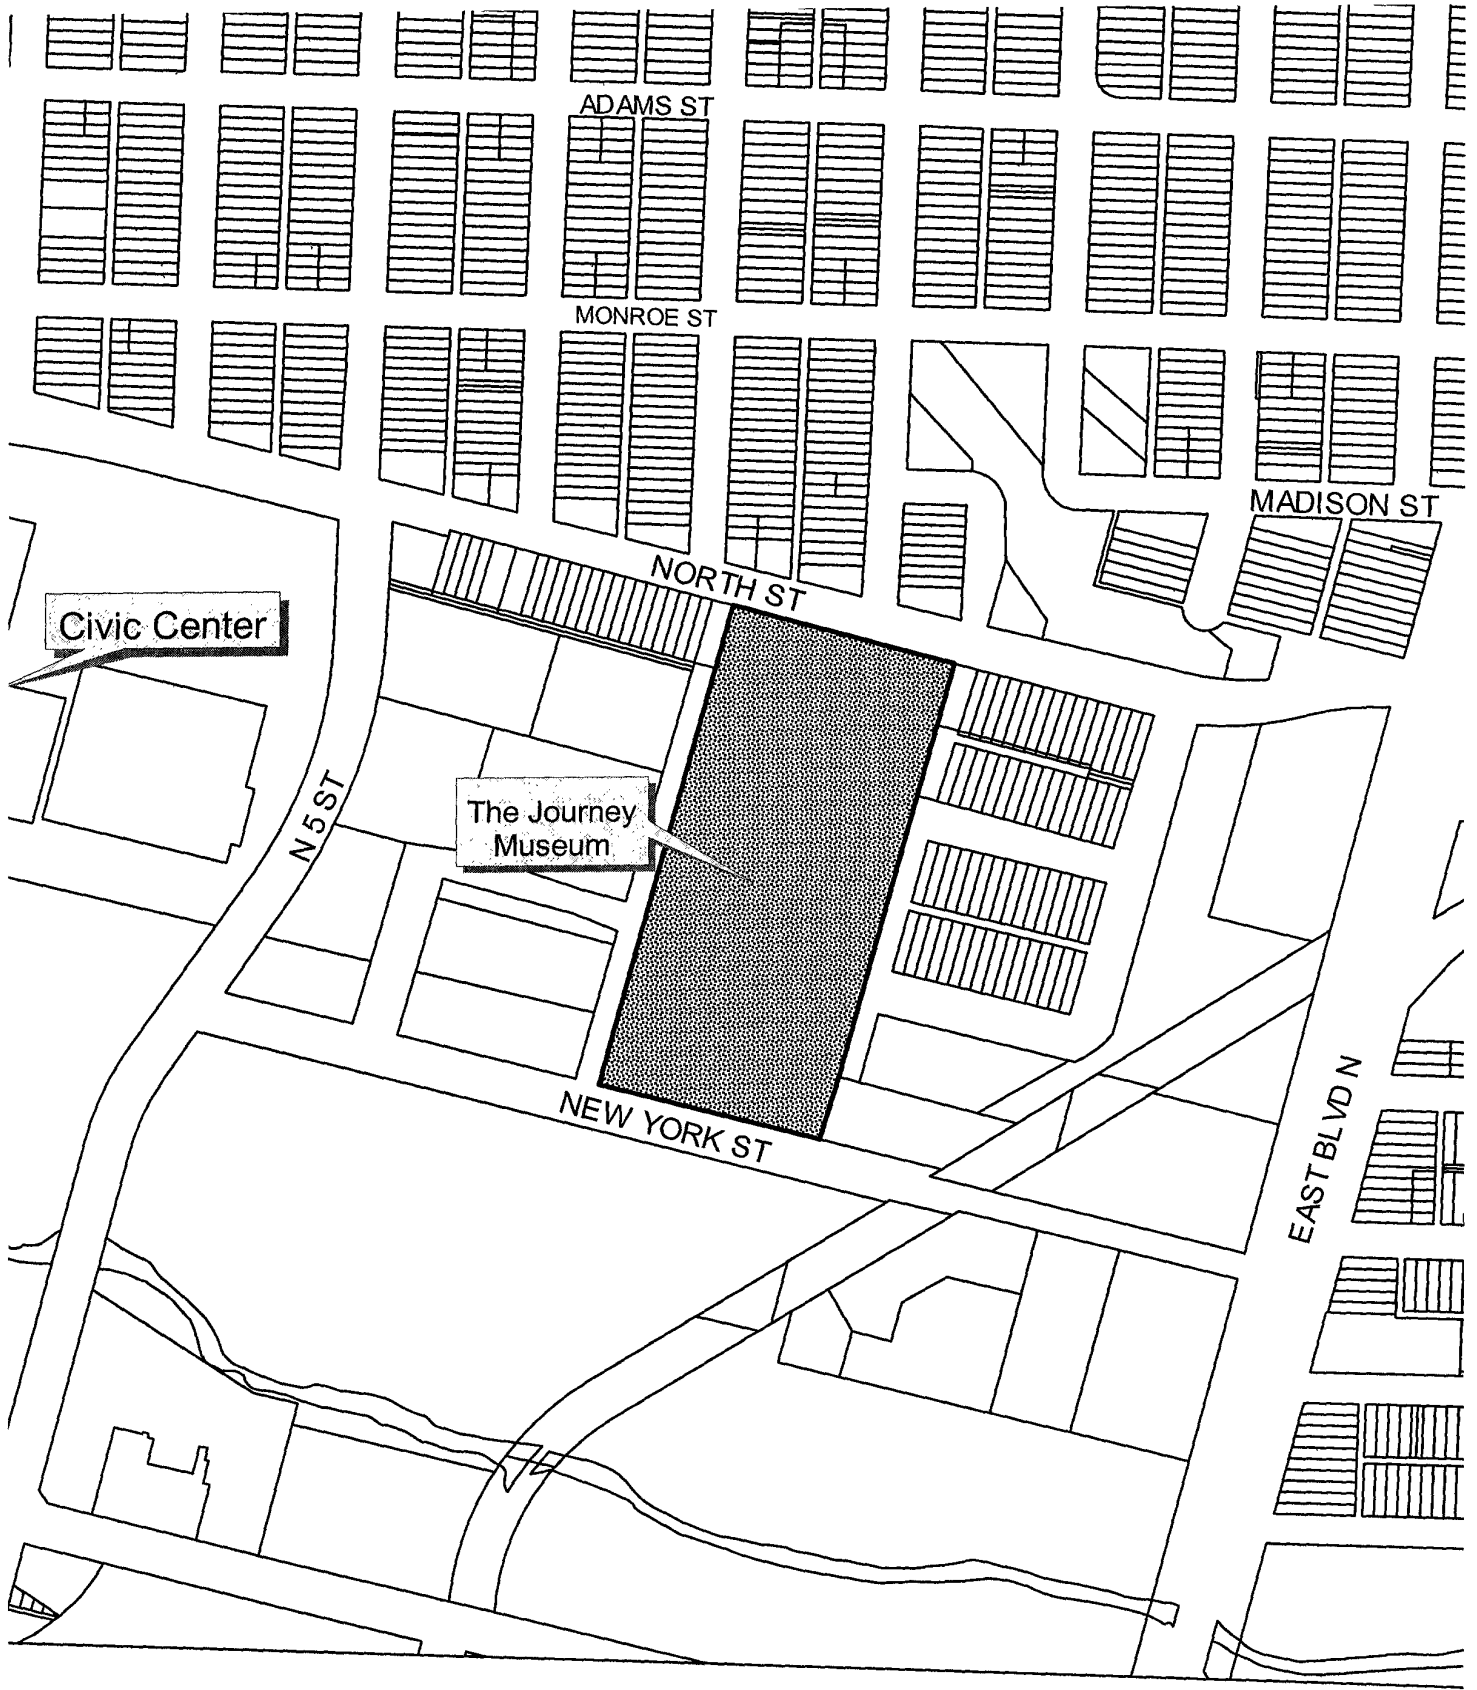 ADAMS ST
MONROE ST
MADISON ST
NORTH ST
Civic Center
N 5 ST
The Journey
Museum
NEW YORK ST
EAST BLVD N